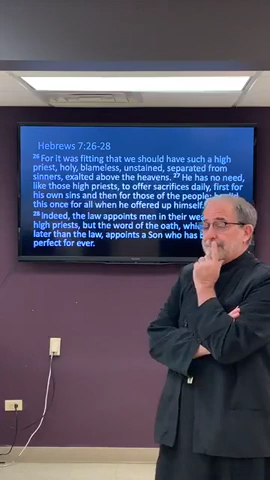 Hebrews 7:26-28
26 For it was fitting that we should have such a high
priest, holy, blameless, unstained, separated from
sinners, exalted above the heavens. 27 He has no need,
like those high priests, to offer sacrifices daily, first for
his own sins and then for those of the people;
this once for all when he offered up himself.
28 Indeed, the law appoints men in their
high priests, but the word of the oath,
later than the law, appoints a Son who has
perfect for ever.